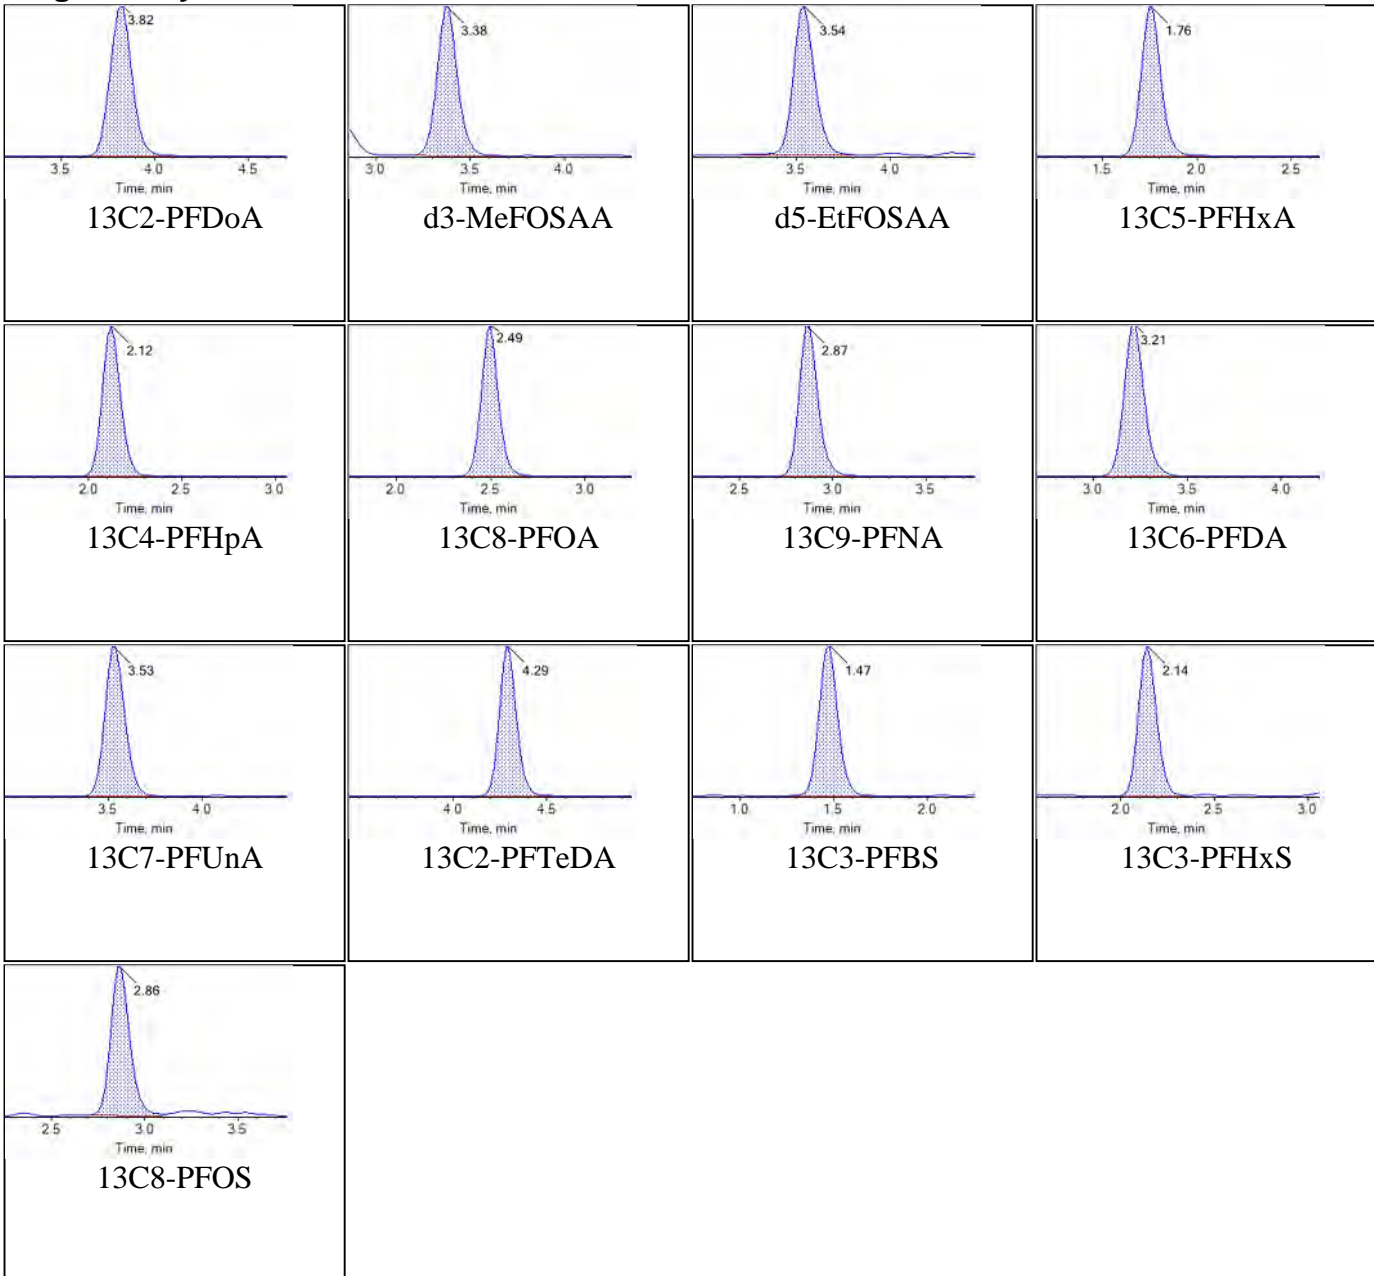 3.82
3.5 4.0 4.5
Time, min
13C2-PFDoA
3.38
3.0 3.5 4.0
Time, min
d3-MeFOSAA
3.54
3.5 4.0
Time, min
d5-EtFOSAA
1.76
1.5 2.0 2.5
Time, min
13C5-PFHxA
2.12
2.0 2.5 3.0
Time, min
13C4-PFHpA
2.49
2.0 2.5 3.0
Time, min
13C8-PFOA
2.87
2.5 3.0 3.5
Time, min
13C9-PFNA
3.21
3.0 3.5 4.0
Time, min
13C6-PFDA
3.53
3.5 4.0
Time, min
13C7-PFUnA
4.29
4.0 4.5
Time, min
13C2-PFTeDA
1.47
1.0 1.5 2.0
Time, min
13C3-PFBS
2.14
2.0 2.5 3.0
Time, min
13C3-PFHxS
2.86
2.5 3.0 3.5
Time, min
13C8-PFOS